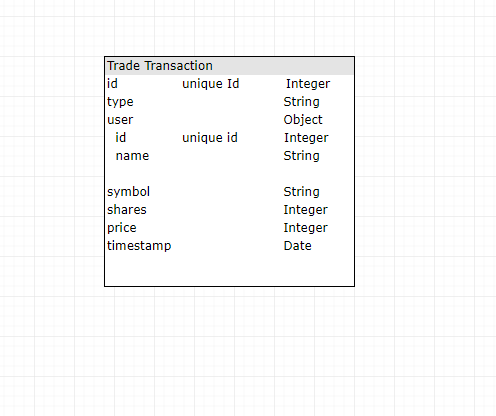 Trade Transaction
id unique Id Integer
type String
user Object
id unique id Integer
name String
symbol String
shares Integer
price Integer
timestamp Date